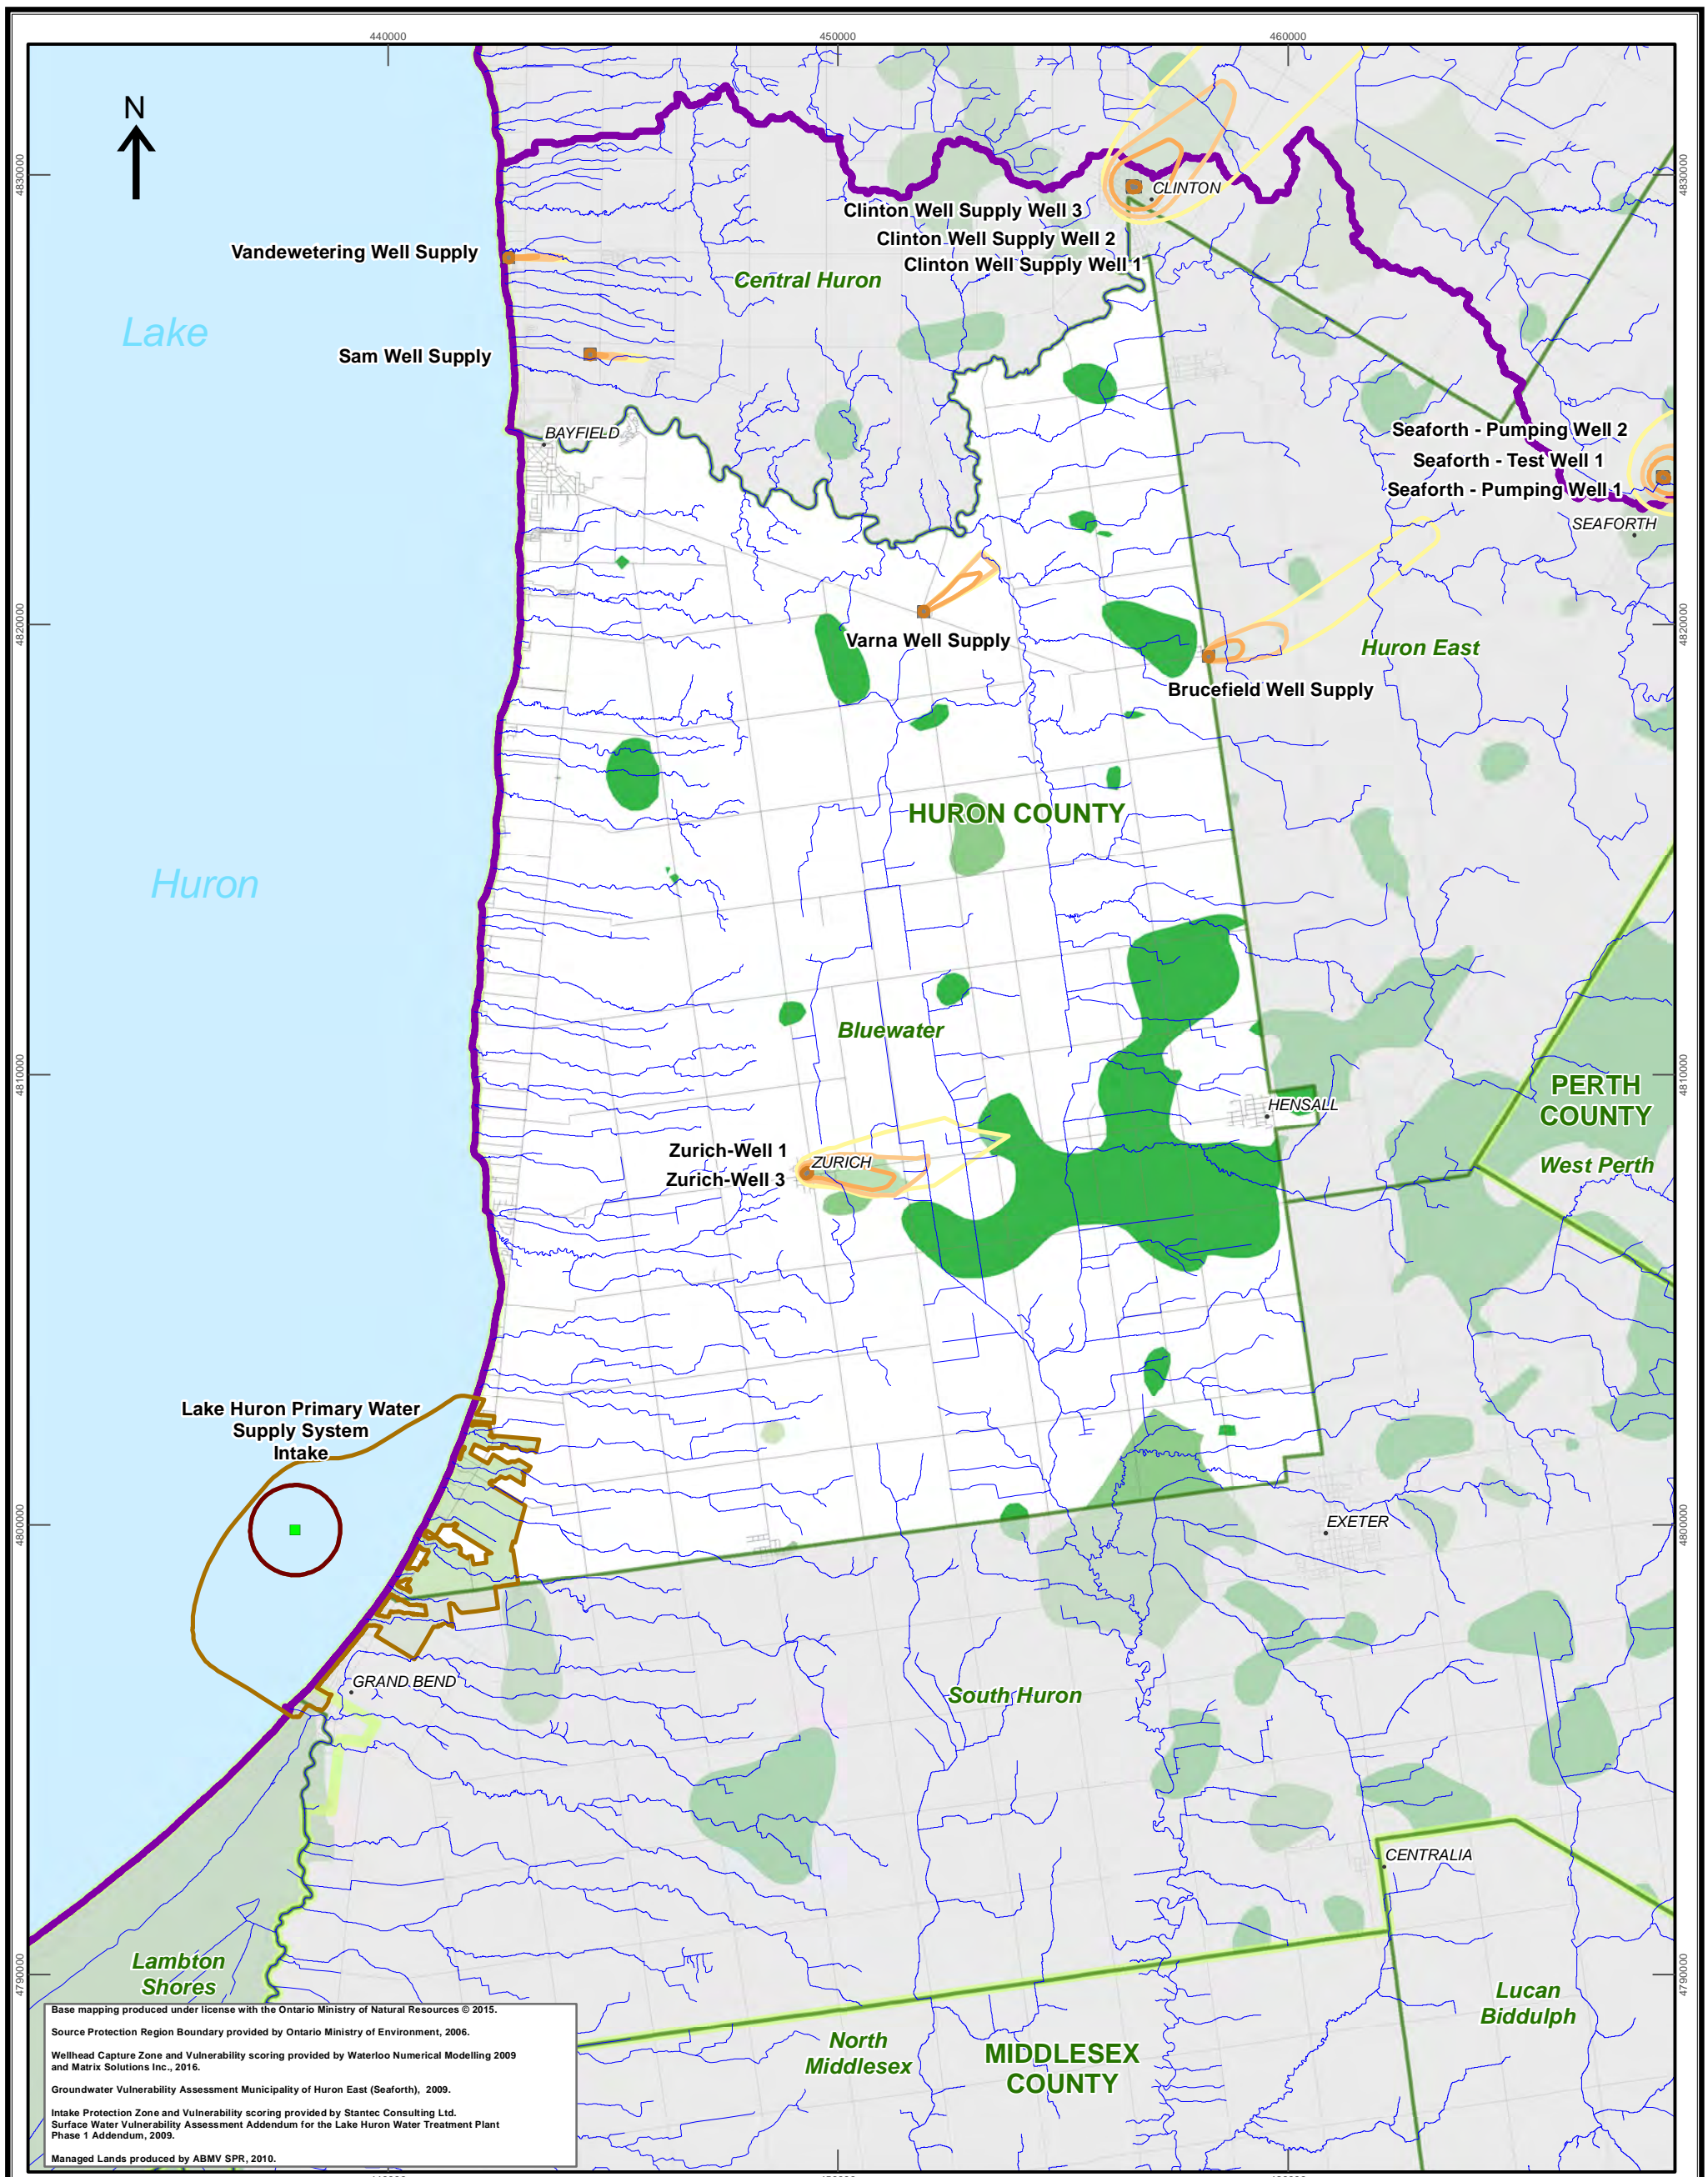 440000
450000
460000
N
4830000
4830000
CLINTON
Clinton Well Supply Well 3
Clinton Well Supply Well 2
Clinton Well Supply Well 1
Vandewetering Well Supply
Central Huron
Lake
Sam Well Supply
BAYFIELD
Seaforth - Pumping Well 2
Seaforth - Test Well 1
Seaforth - Pumping Well 1
SEAFORTH
4820000
4820000
Varna Well Supply
Huron East
Brucefield Well Supply
HURON COUNTY
Huron
Bluewater
4810000
4810000
PERTH
COUNTY
HENSALL
Zurich-Well 1
ZURICH
West Perth
Zurich-Well 3
Lake Huron Primary Water
Supply System
Intake
4800000
4800000
EXETER
GRAND BEND
South Huron
CENTRALIA
Lambton
Shores
4790000
4790000
Lucan
Biddulph
North
Middlesex
MIDDLESEX
COUNTY
Base mapping produced under license with the Ontario Ministry of Natural Resources © 2015.
Source Protection Region Boundary provided by Ontario Ministry of Environment, 2006.
Wellhead Capture Zone and Vulnerability scoring provided by Waterloo Numerical Modelling 2009
and Matrix Solutions Inc., 2016.
Groundwater Vulnerability Assessment Municipality of Huron East (Seaforth), 2009.
Intake Protection Zone and Vulnerability scoring provided by Stantec Consulting Ltd.
Surface Water Vulnerability Assessment Addendum for the Lake Huron Water Treatment Plant
Phase 1 Addendum, 2009.
Managed Lands produced by ABMV SPR, 2010.